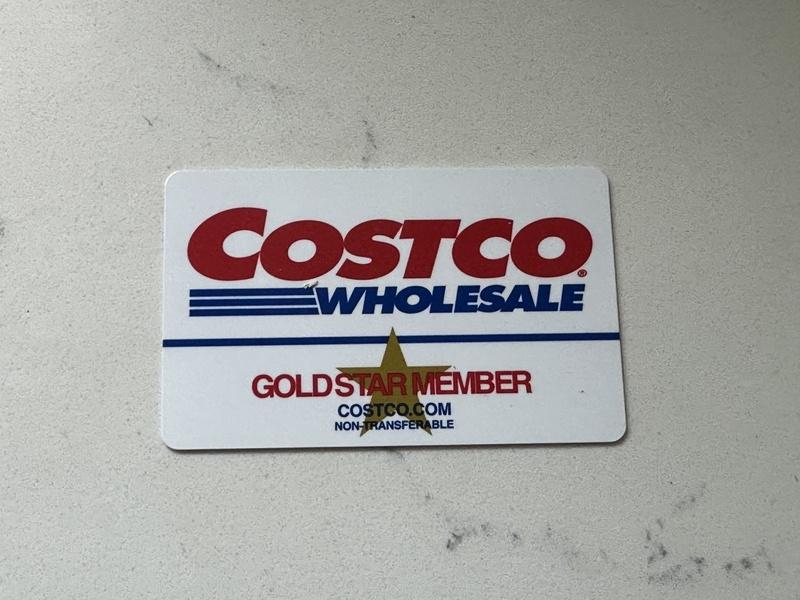 COSTCO®
WHOLESALE
GOLD STAR MEMBER
COSTCO.COM
NON-TRANSFERABLE